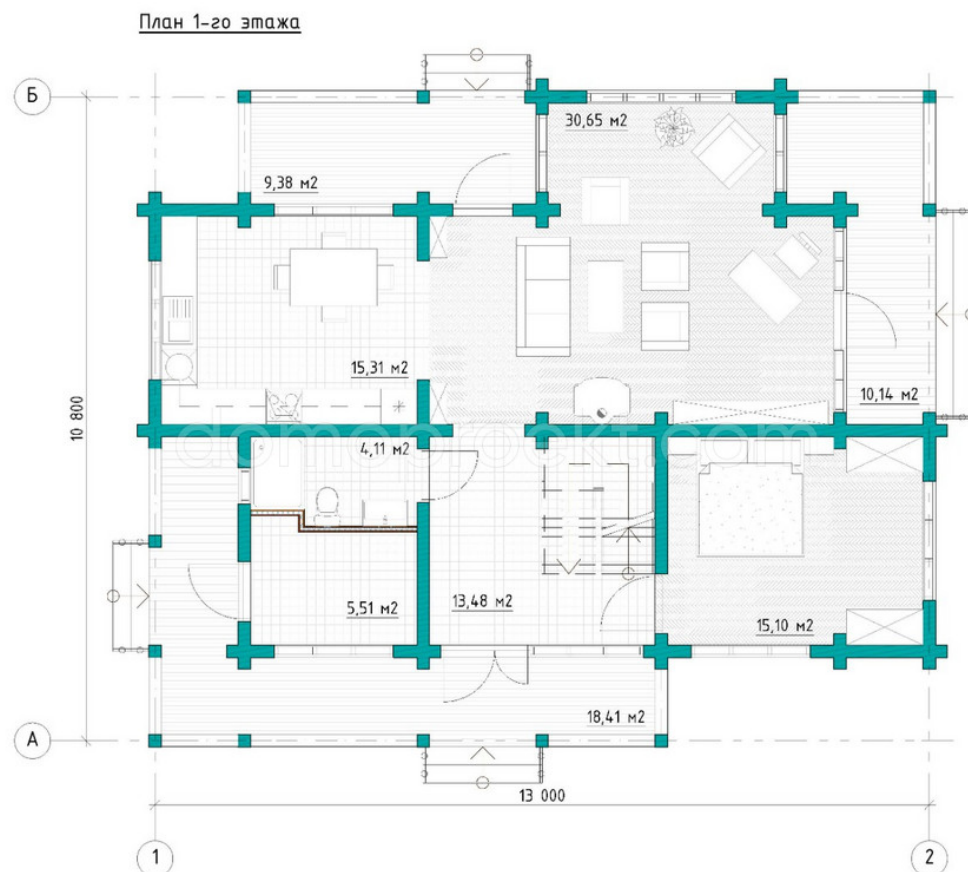 План 1-го этажа
Б
30,65 м2
9,38 м2
15,31 м2
10,14 м2
10 800
domaproekt.com
4,11 м2
5,51 м2
13,48 м2
15,10 м2
18,41 м2
А
13 000
1
2